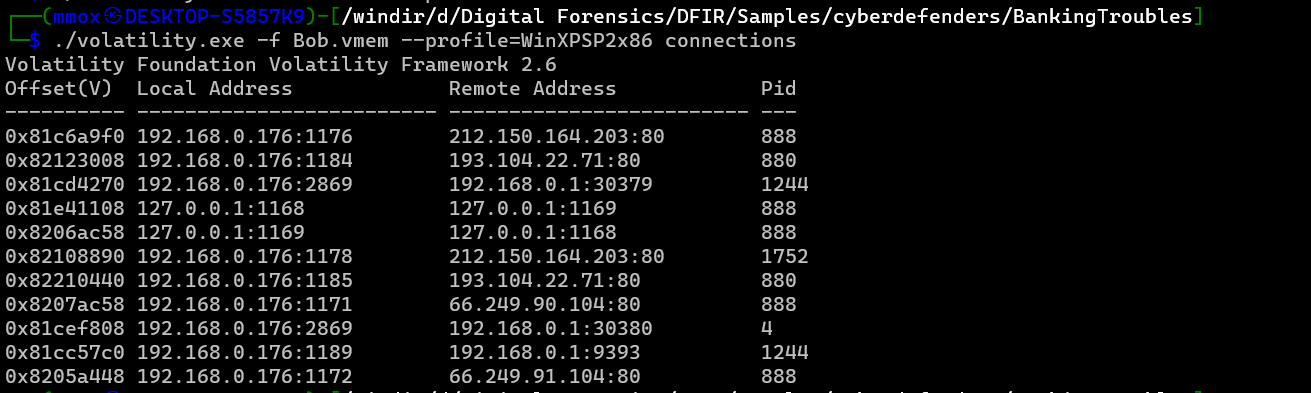 ┌──(mmox㉿DESKTOP-S5857K9)-[/windir/d/Digital Forensics/DFIR/Samples/cyberdefenders/BankingTroubles]
└─$ ./volatility.exe -f Bob.vmem --profile=WinXPSP2x86 connections
Volatility Foundation Volatility Framework 2.6
Offset(V)  Local Address             Remote Address            Pid
---------- ------------------------- ------------------------- ---
0x81c6a9f0 192.168.0.176:1176        212.150.164.203:80        888
0x82123008 192.168.0.176:1184        193.104.22.71:80          880
0x81cd4270 192.168.0.176:2869        192.168.0.1:30379         1244
0x81e41108 127.0.0.1:1168            127.0.0.1:1169            888
0x8206ac58 127.0.0.1:1169            127.0.0.1:1168            888
0x82108890 192.168.0.176:1178        212.150.164.203:80        1752
0x82210440 192.168.0.176:1185        193.104.22.71:80          880
0x8207ac58 192.168.0.176:1171        66.249.90.104:80          888
0x81cef808 192.168.0.176:2869        192.168.0.1:30380         4
0x81cc57c0 192.168.0.176:1189        192.168.0.1:9393          1244
0x8205a448 192.168.0.176:1172        66.249.91.104:80          888